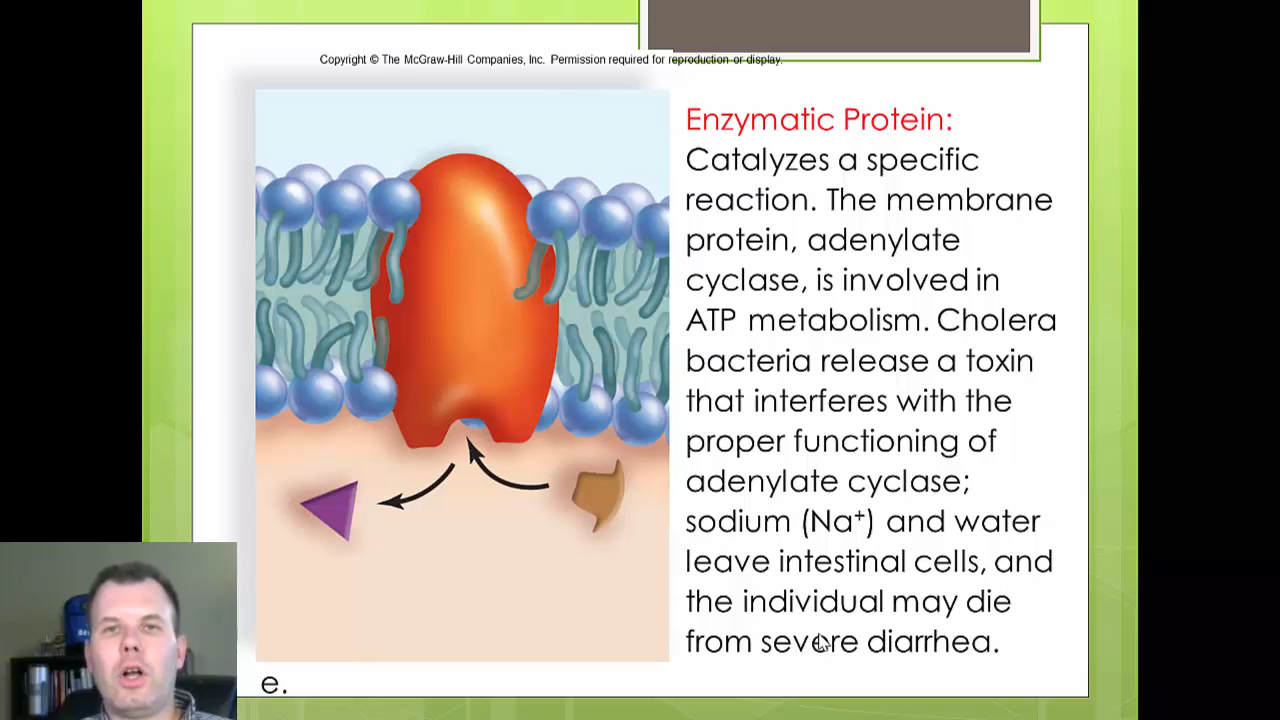 Copyright © The McGraw-Hill Companies, Inc. Permission required for reproduction or display.
Enzymatic Protein:
Catalyzes a specific
reaction. The membrane
protein, adenylate
cyclase, is involved in
ATP metabolism. Cholera
bacteria release a toxin
that interferes with the
proper functioning of
adenylate cyclase;
sodium (Na⁺) and water
leave intestinal cells, and
the individual may die
from severe diarrhea.
e.